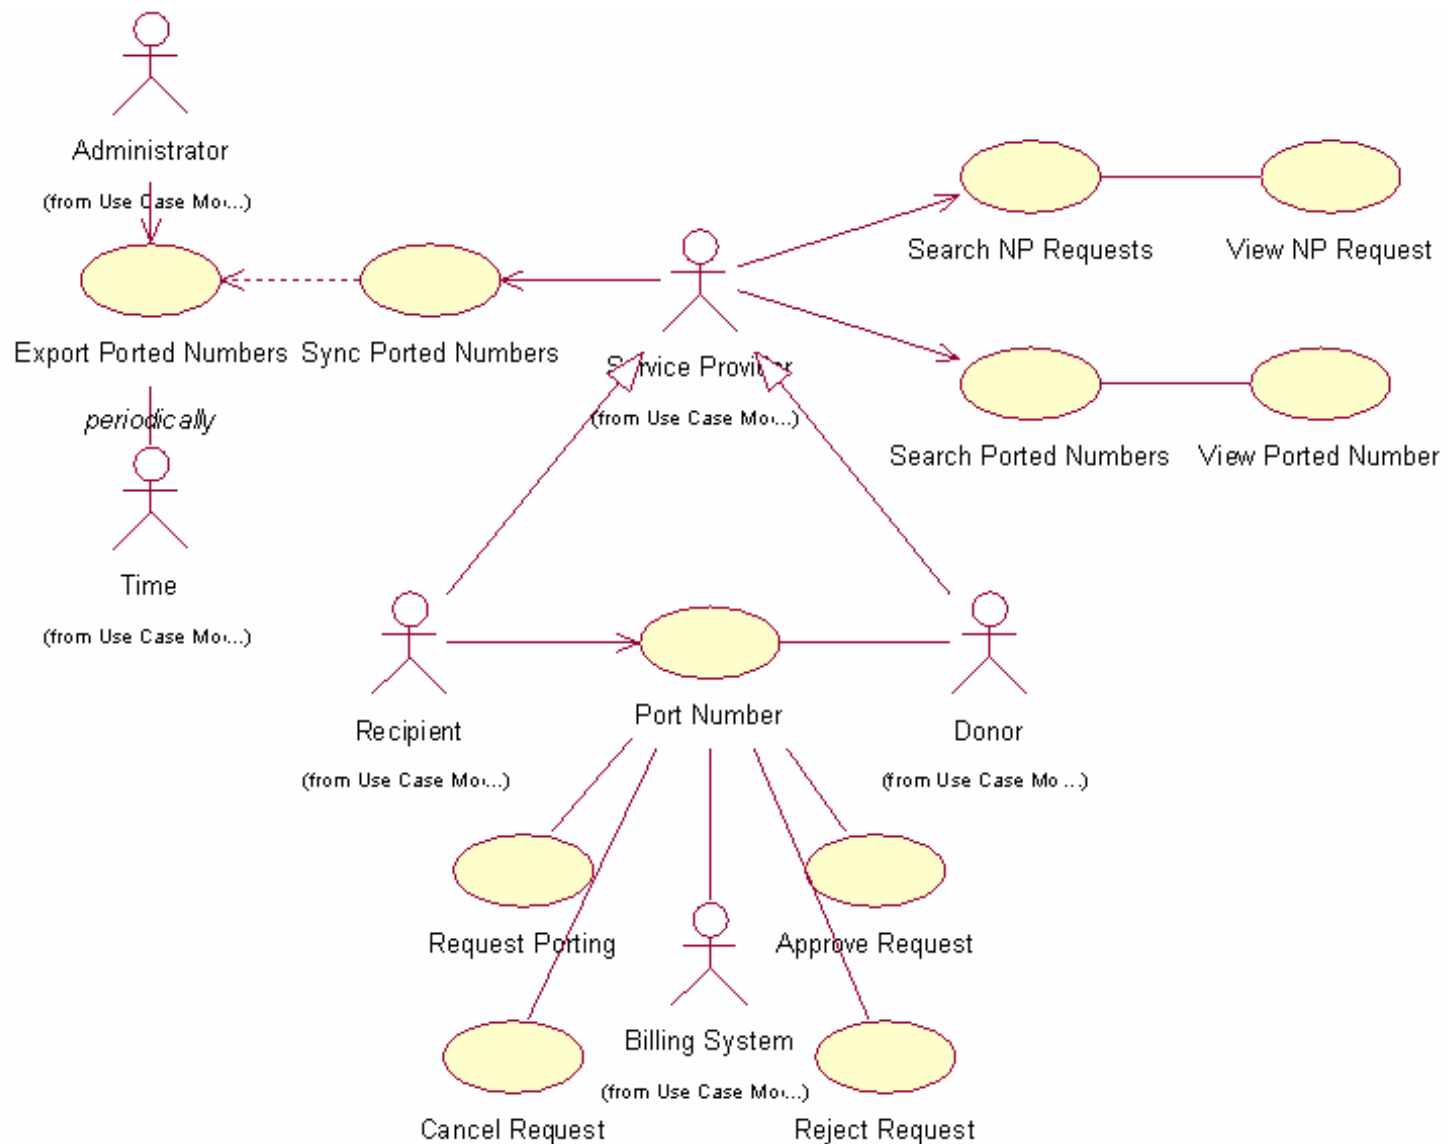 Administrator
(from Use Case Mo...)
Search NP Requests
View NP Request
Export Ported Numbers
Sync Ported Numbers
Service Provider
(from Use Case Mo...)
periodically
Search Ported Numbers
View Ported Number
Time
(from Use Case Mo...)
Recipient
(from Use Case Mo...)
Port Number
Donor
(from Use Case Mo...)
Request Porting
Approve Request
Billing System
(from Use Case Mo...)
Cancel Request
Reject Request